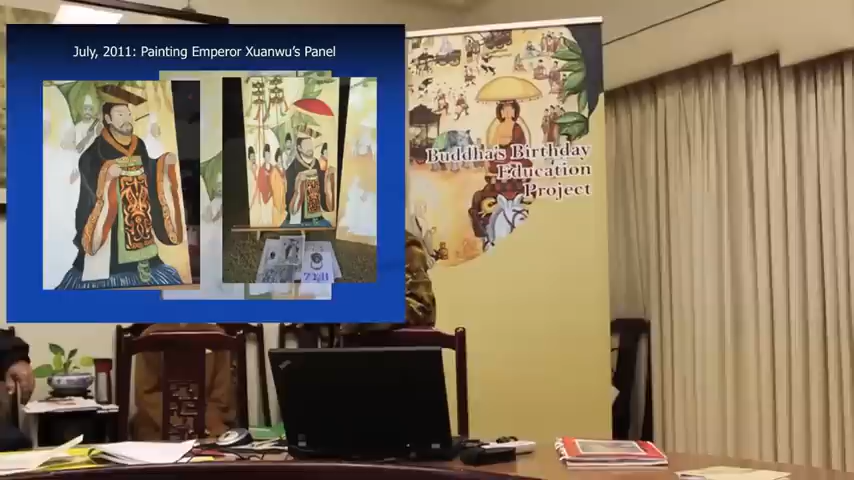 July, 2011: Painting Emperor Xuanwu's Panel
Buddha's Birthday
Education
Project